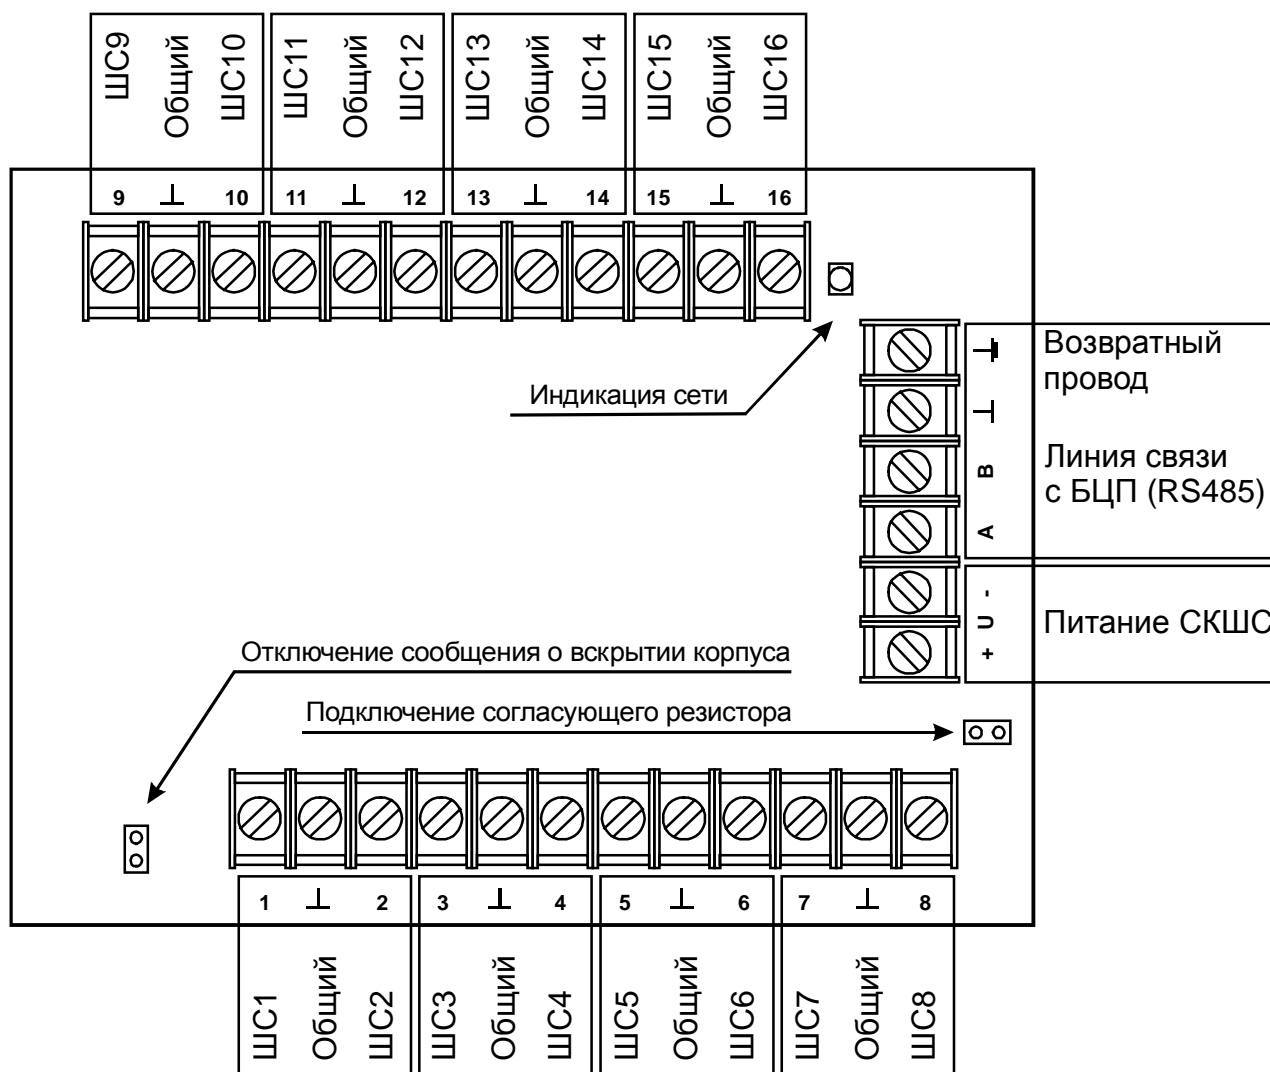 ШС9 Общий ШС10 ШС11 Общий ШС12 ШС13 Общий ШС14 ШС15 Общий ШС16
9 ⊥ 10 11 ⊥ 12 13 ⊥ 14 15 ⊥ 16
Индикация сети
Возвратный
провод
⊥
B
Линия связи
с БЦП (RS485)
A
- U +
Питание СКШС
Отключение сообщения о вскрытии корпуса
Подключение согласующего резистора
1 ⊥ 2 3 ⊥ 4 5 ⊥ 6 7 ⊥ 8
ШС1 Общий ШС2 ШС3 Общий ШС4 ШС5 Общий ШС6 ШС7 Общий ШС8